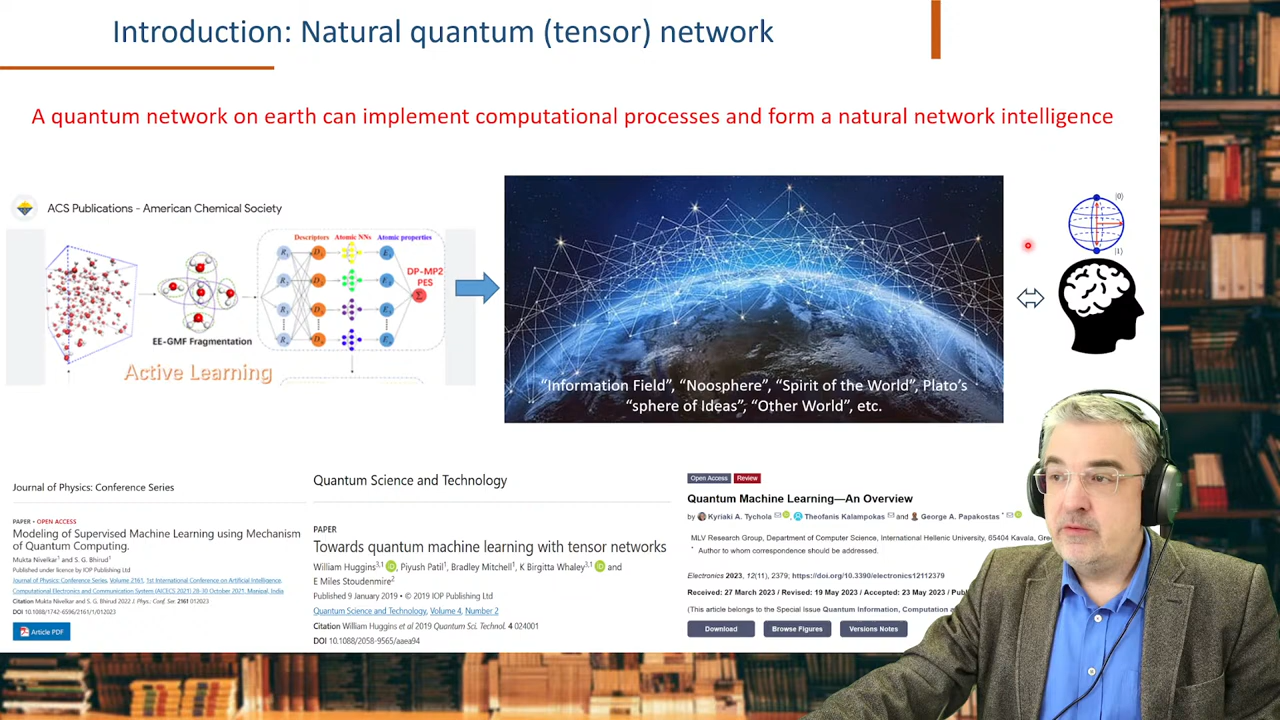 Introduction: Natural quantum (tensor) network
A quantum network on earth can implement computational processes and form a natural network intelligence
ACS Publications - American Chemical Society
Descriptors Atomic NNs Atomic properties
DP-MP2
PES
Σ
EE-GMF Fragmentation
Active Learning
“Information Field”, “Noosphere”, “Spirit of the World”, Plato’s
“sphere of Ideas”, “Other World”, etc.
|0⟩
|1⟩
Journal of Physics: Conference Series
PAPER • OPEN ACCESS
Modeling of Supervised Machine Learning using Mechanism
of Quantum Computing.
Mukta Nivelkar¹ and S. G. Bhirud¹
Published under licence by IOP Publishing Ltd
Journal of Physics: Conference Series, Volume 2161, 1st International Conference on Artificial Intelligence,
Computational Electronics and Communication System (AICECS 2021) 28-30 October 2021, Manipal, India
Citation Mukta Nivelkar and S. G. Bhirud 2022 J. Phys.: Conf. Ser. 2161 012023
DOI 10.1088/1742-6596/2161/1/012023
Article PDF
Quantum Science and Technology
PAPER
Towards quantum machine learning with tensor networks
William Huggins³,¹, Piyush Patil¹, Bradley Mitchell¹, K Birgitta Whaley¹ and
E Miles Stoudenmire²
Published 9 January 2019 • © 2019 IOP Publishing Ltd
Quantum Science and Technology, Volume 4, Number 2
Citation William Huggins et al 2019 Quantum Sci. Technol. 4 024001
DOI 10.1088/2058-9565/aaea94
Open Access Review
Quantum Machine Learning—An Overview
by Kyriaki A. Tychola, Theofanis Kalampokas and George A. Papakostas *
MLV Research Group, Department of Computer Science, International Hellenic University, 65404 Kavala, Gre
* Author to whom correspondence should be addressed.
Electronics 2023, 12(11), 2379; https://doi.org/10.3390/electronics12112379
Received: 27 March 2023 / Revised: 19 May 2023 / Accepted: 23 May 2023 / Pub
(This article belongs to the Special Issue Quantum Information, Computation a
Download Browse Figures Versions Notes